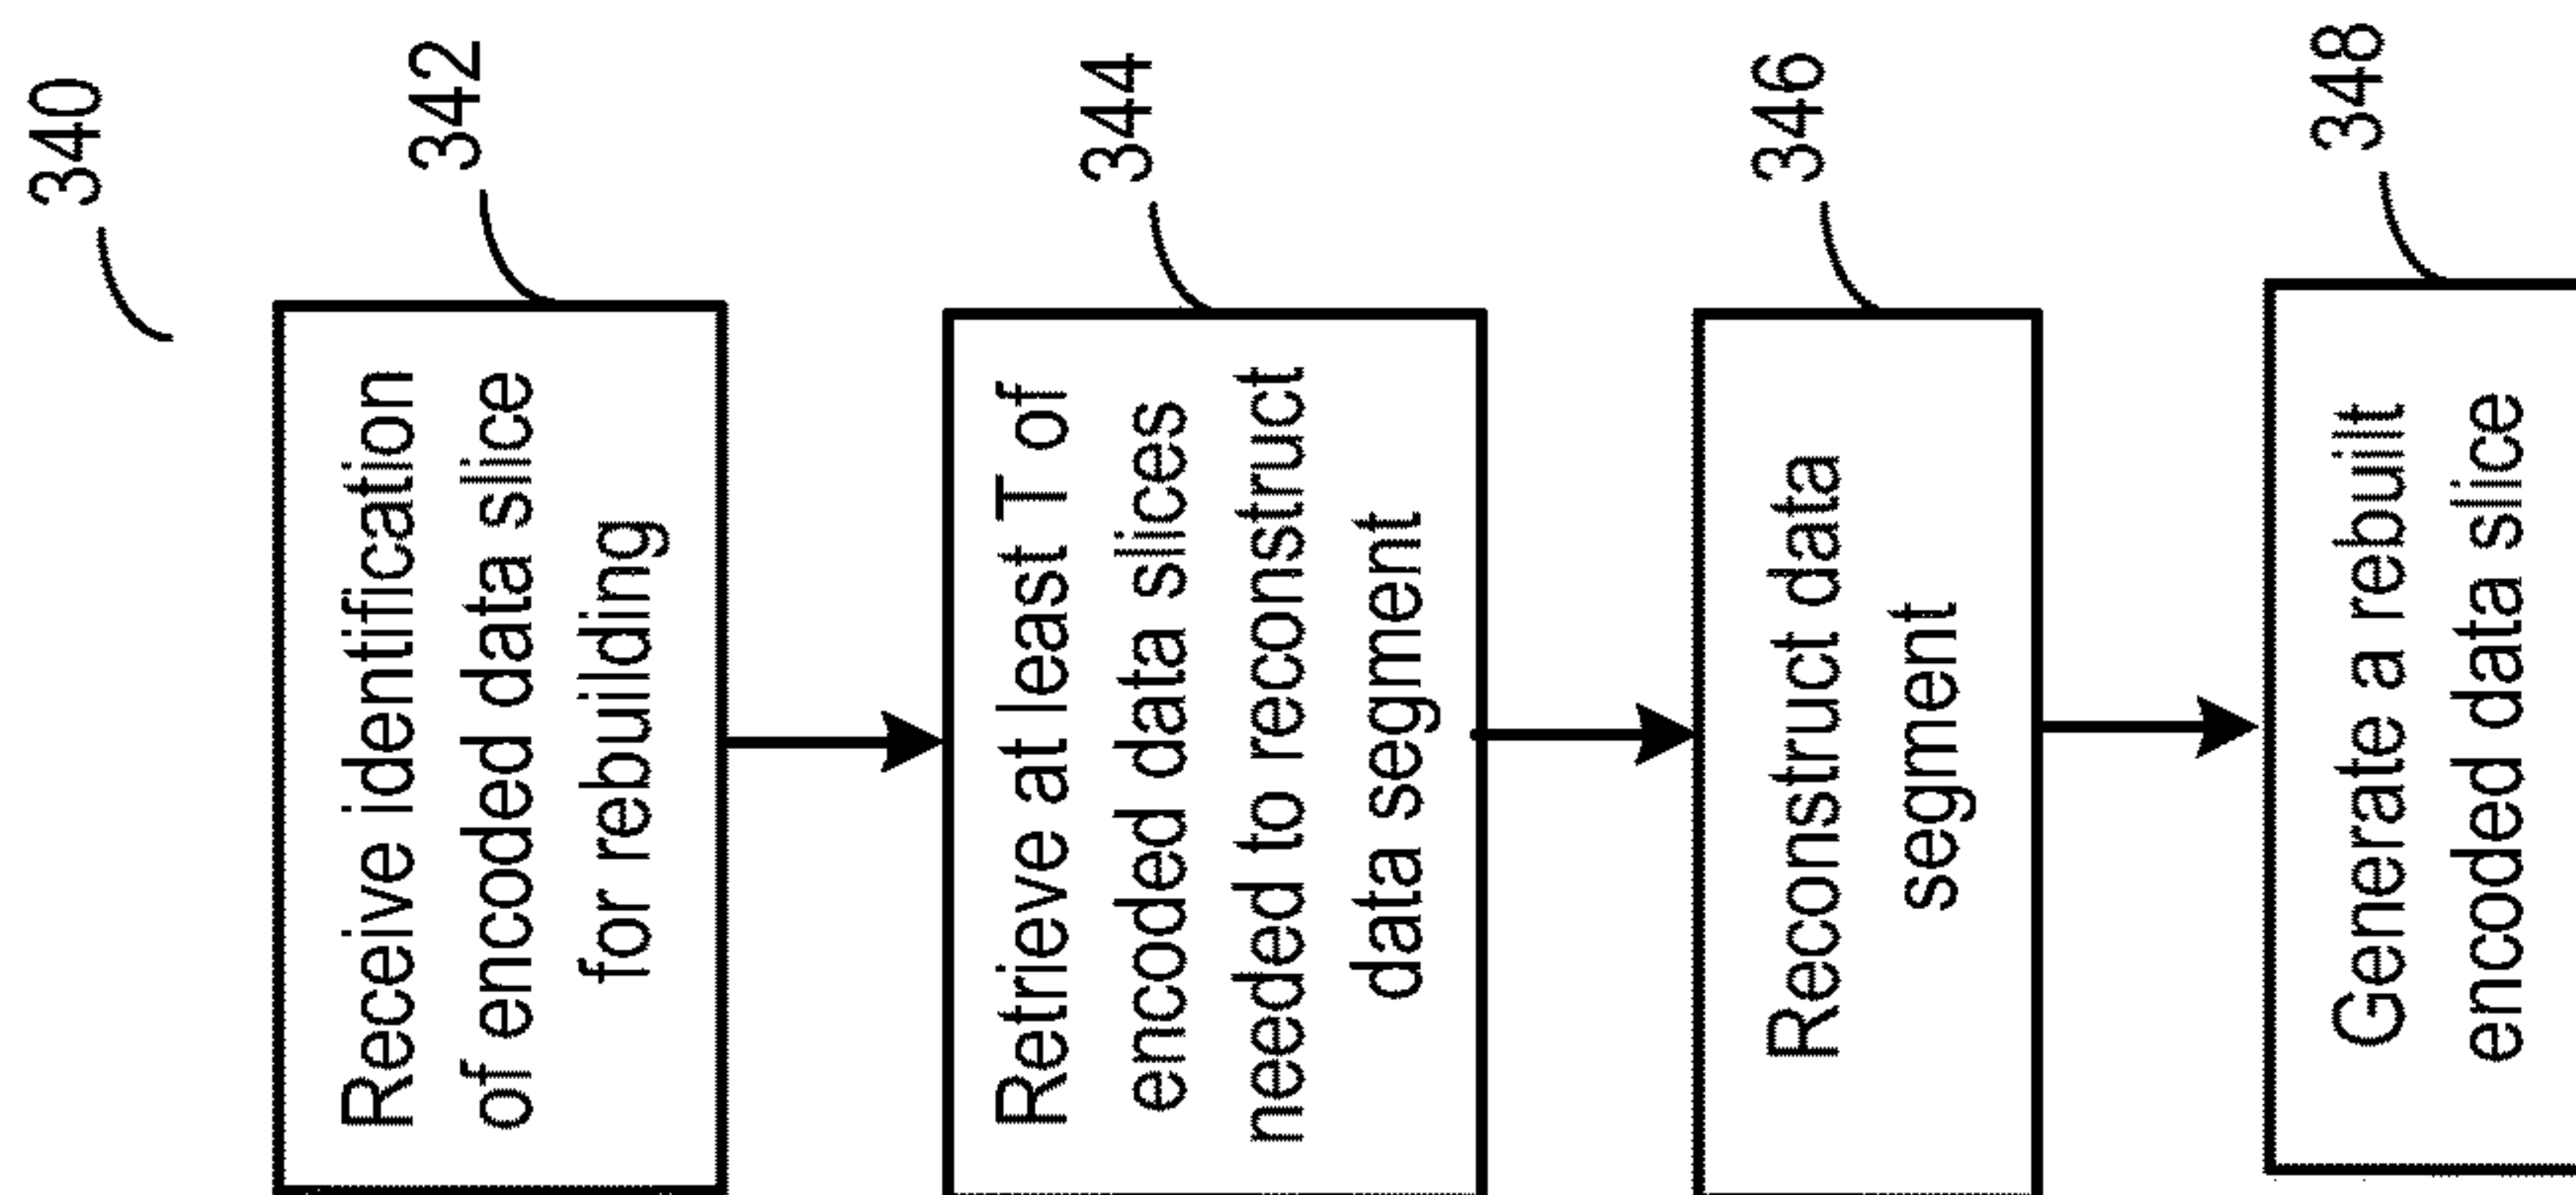 340
342
Receive identification
of encoded data slice
for rebuilding
344
Retrieve at least T of
encoded data slices
needed to reconstruct
data segment
346
Reconstruct data
segment
348
Generate a rebuilt
encoded data slice